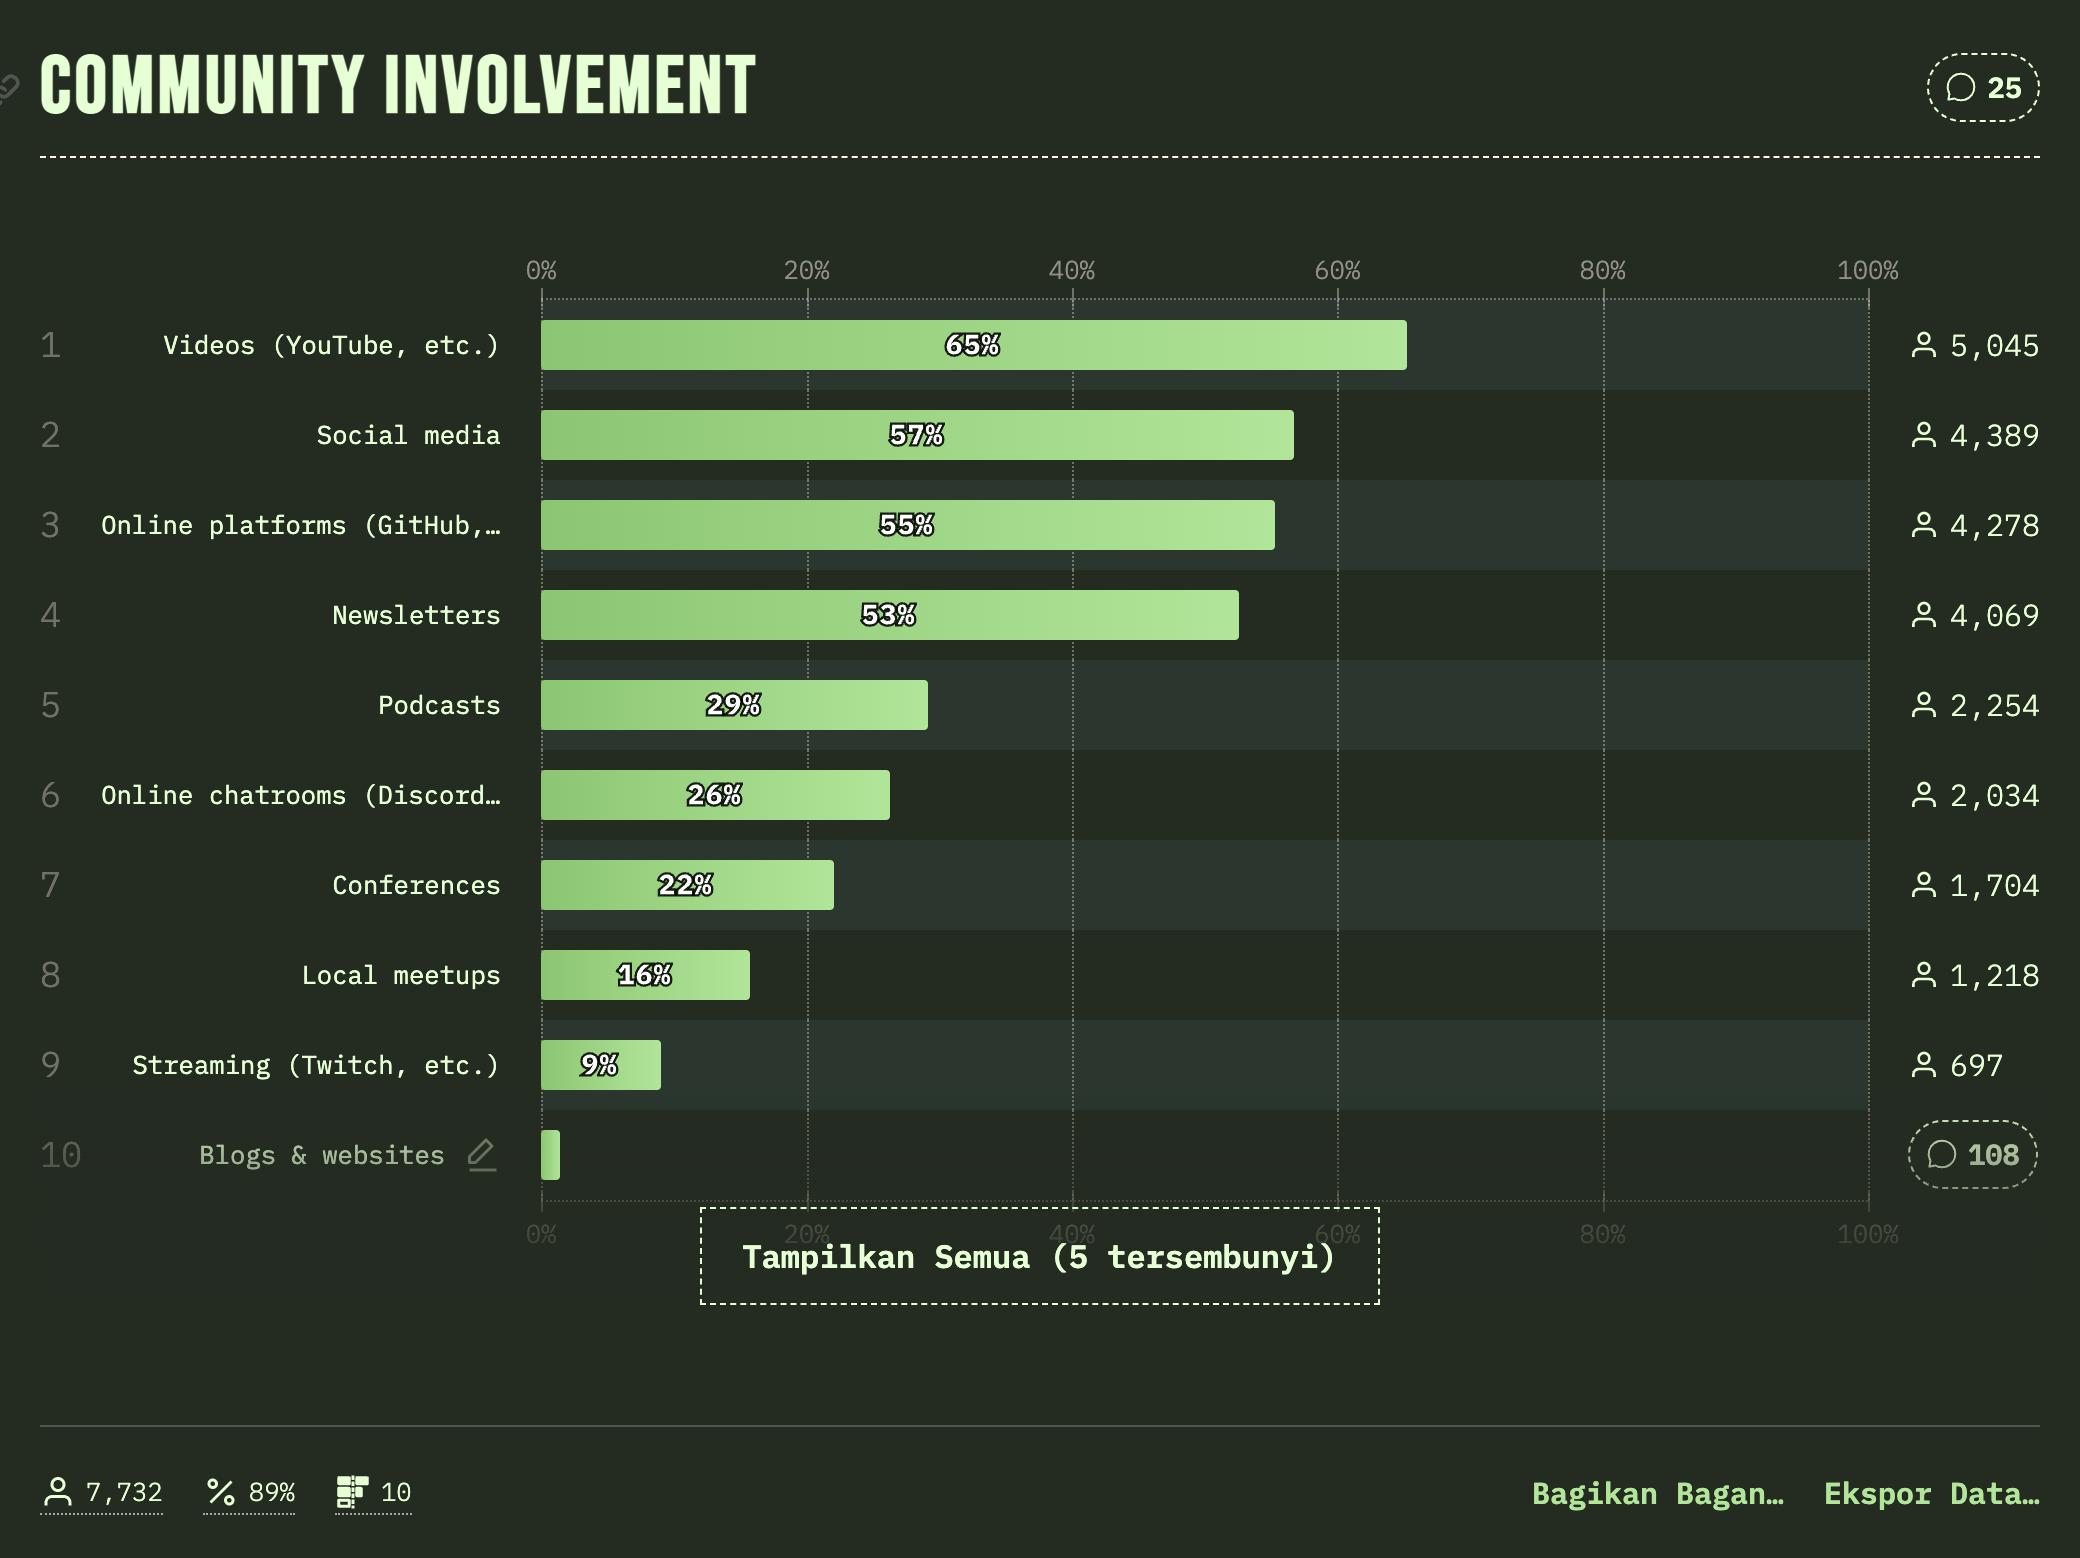 COMMUNITY INVOLVEMENT
25
0% 20% 40% 60% 80% 100%
1 Videos (YouTube, etc.) 65% 5,045
2 Social media 57% 4,389
3 Online platforms (GitHub,… 55% 4,278
4 Newsletters 53% 4,069
5 Podcasts 29% 2,254
6 Online chatrooms (Discord… 26% 2,034
7 Conferences 22% 1,704
8 Local meetups 16% 1,218
9 Streaming (Twitch, etc.) 9% 697
10 Blogs & websites 108
0% 20% 40% 60% 80% 100%
Tampilkan Semua (5 tersembunyi)
7,732 89% 10 Bagikan Bagan… Ekspor Data…